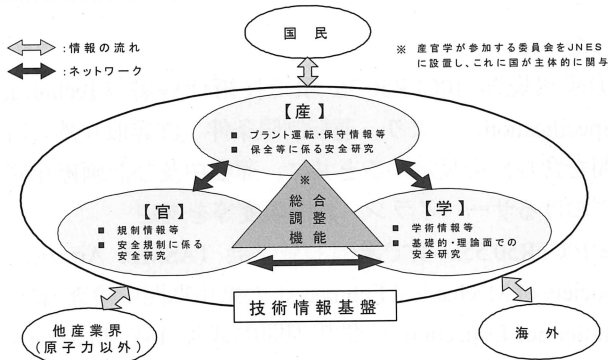 :情報の流れ
:ネットワーク
国民
※ 産官学が参加する委員会をJNES
に設置し、これに国が主体的に関与
【産】
■ プラント運転・保守情報等
■ 保全等に係る安全研究
【官】
■ 規制情報等
■ 安全規制に係る
安全研究
※
総合
調整
機能
【学】
■ 学術情報等
■ 基礎的・理論面での
安全研究
技術情報基盤
他産業界
(原子力以外)
海外